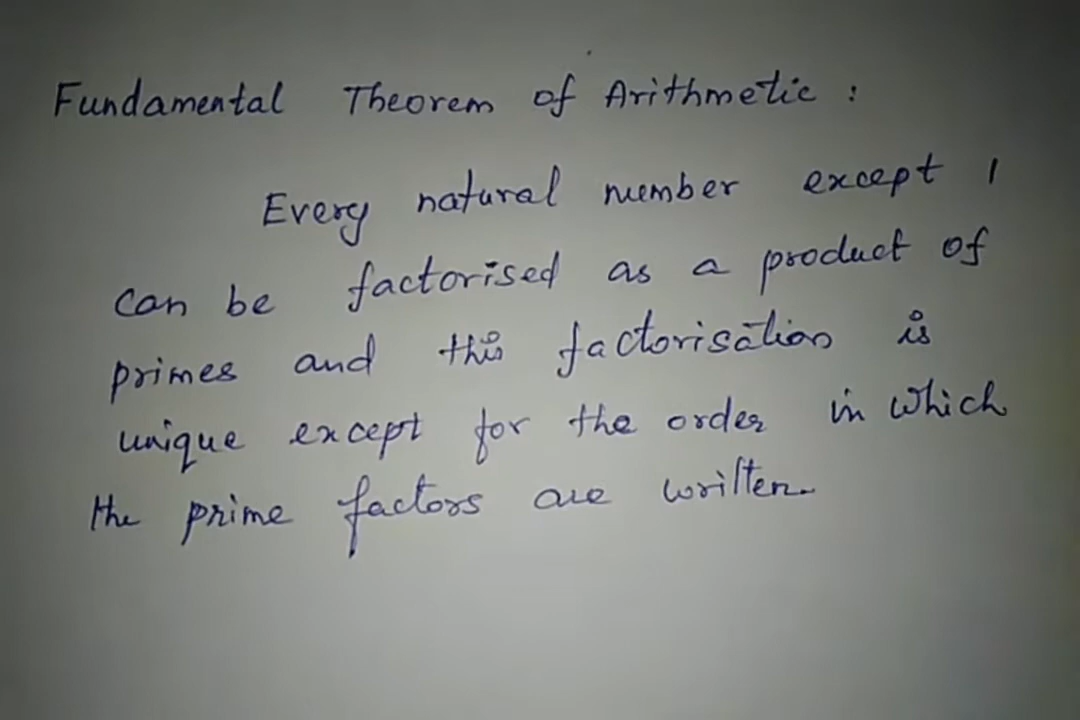 Fundamental Theorem of Arithmetic :
Every natural number except 1
can be factorised as a product of
primes and this factorisation is
unique except for the order in which
the prime factors are written.